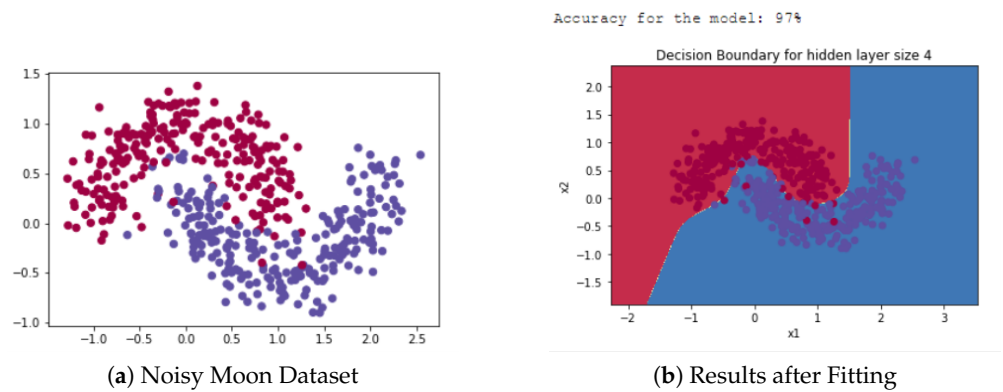 Accuracy for the model: 97%
Decision Boundary for hidden layer size 4
1.5
1.0
0.5
0.0
−0.5
−1.0
−1.0 −0.5 0.0 0.5 1.0 1.5 2.0 2.5
2.0
1.5
1.0
0.5
0.0
−0.5
−1.0
−1.5
x2
−2 −1 0 1 2 3
x1
(a) Noisy Moon Dataset
(b) Results after Fitting